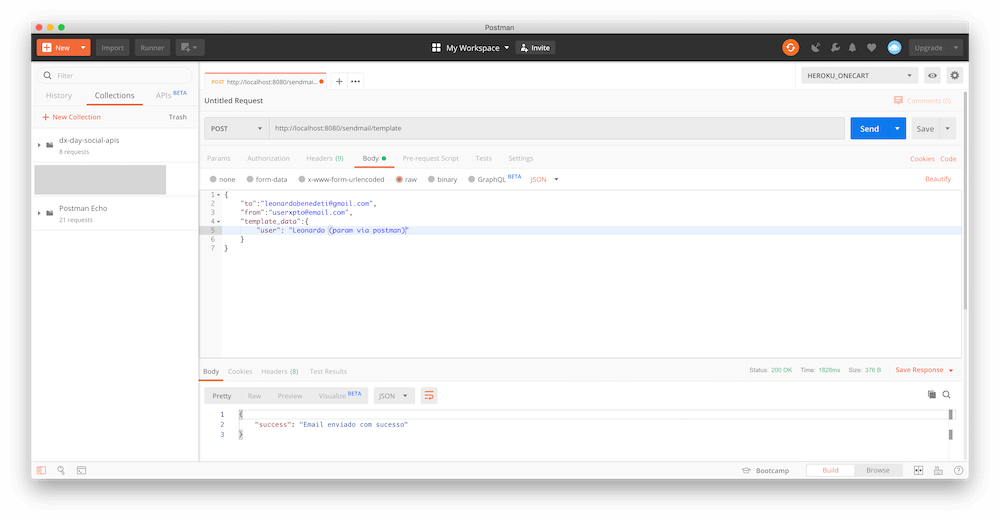 Postman
New Import Runner My Workspace Invite Upgrade
Filter
History Collections APIs BETA
New Collection Trash
dx-day-social-apis
8 requests
Postman Echo
21 requests
POST http://localhost:8080/sendmai... HEROKU_ONECART
Untitled Request Comments (0)
POST http://localhost:8080/sendmail/template Send Save
Params Authorization Headers (9) Body Pre-request Script Tests Settings Cookies Code
none form-data x-www-form-urlencoded raw binary GraphQL BETA JSON Beautify
1 {
2 "to":"leonardobenedeti@gmail.com",
3 "from":"userxpto@email.com",
4 "template_data":{
5 "user": "Leonardo (param via postman)"
6 }
7 }
Body Cookies Headers (8) Test Results Status: 200 OK Time: 1828ms Size: 376 B Save Response
Pretty Raw Preview Visualize BETA JSON
1 {
2 "success": "Email enviado com sucesso"
3 }
Bootcamp Build Browse